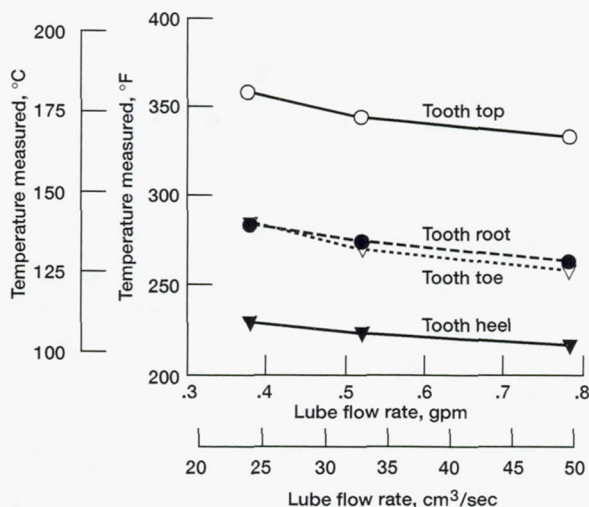 Temperature measured, °C
200
175
150
125
100
Temperature measured, °F
400
350
300
250
200
Tooth top
Tooth root
Tooth toe
Tooth heel
.3 .4 .5 .6 .7 .8
Lube flow rate, gpm
20 25 30 35 40 45 50
Lube flow rate, cm³/sec